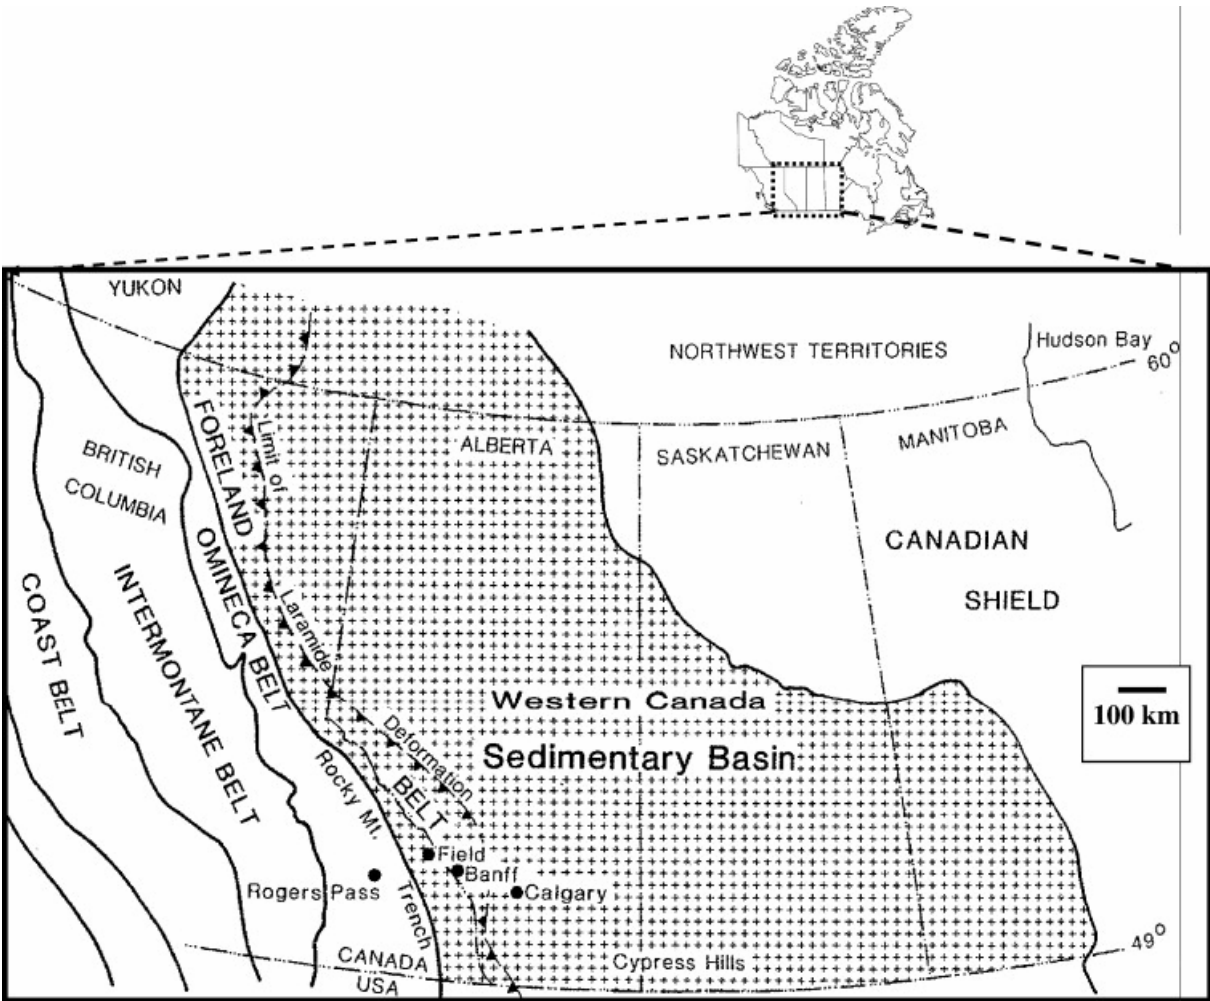 YUKON
NORTHWEST TERRITORIES
Hudson Bay
60°
FORELAND
Limit of
ALBERTA
SASKATCHEWAN
MANITOBA
BRITISH
COLUMBIA
CANADIAN
SHIELD
OMINECA BELT
COAST BELT
INTERMONTANE BELT
Laramide
Western Canada
Sedimentary Basin
100 km
Deformation
BELT
Rocky Mt.
Trench
Field
Banff
Rogers Pass
Calgary
CANADA
USA
Cypress Hills
49°